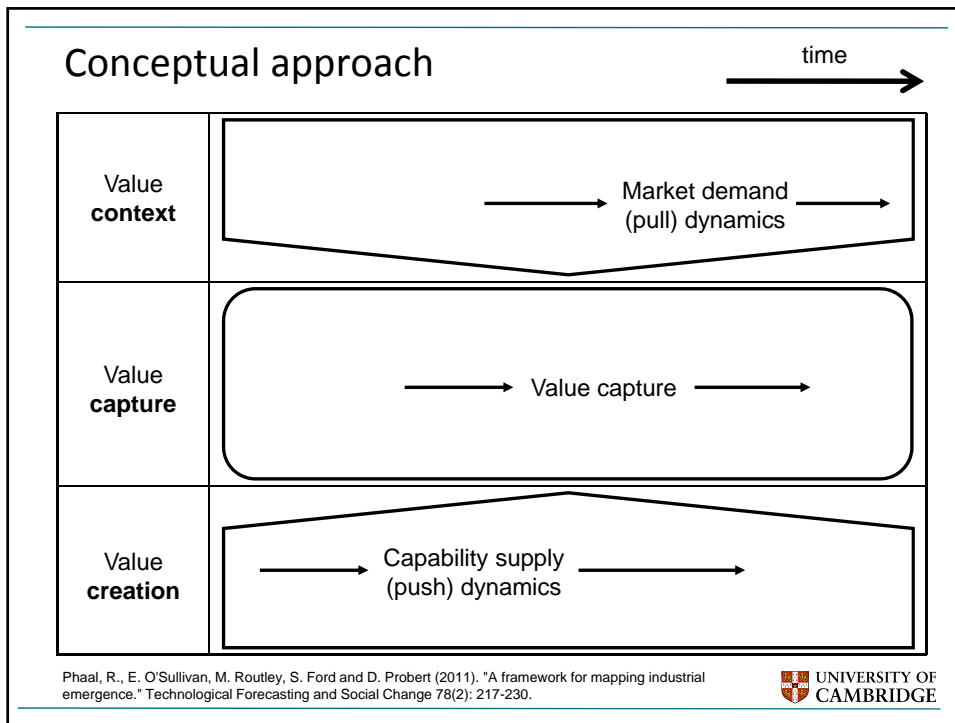 Conceptual approach
time
Value
context
Market demand
(pull) dynamics
Value
capture
Value capture
Value
creation
Capability supply
(push) dynamics
Phaal, R., E. O'Sullivan, M. Routley, S. Ford and D. Probert (2011). "A framework for mapping industrial
emergence." Technological Forecasting and Social Change 78(2): 217-230.
UNIVERSITY OF
CAMBRIDGE